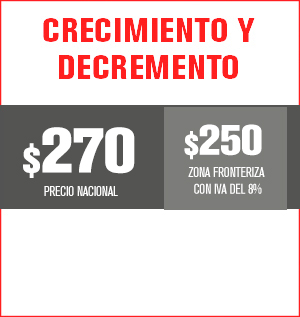 CRECIMIENTO Y
DECREMENTO
$270
PRECIO NACIONAL
$250
ZONA FRONTERIZA
CON IVA DEL 8%